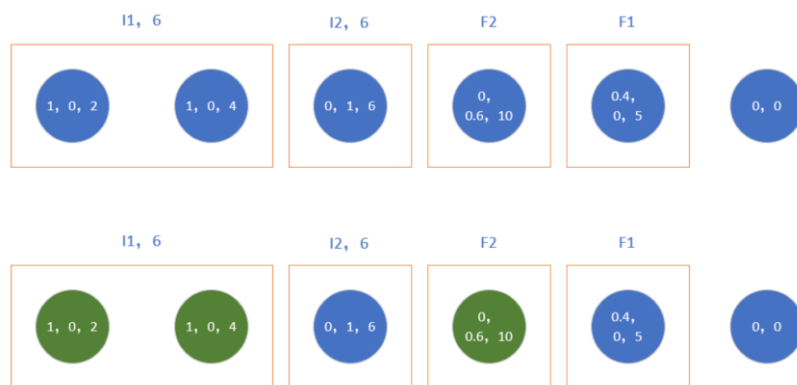 I1, 6
I2, 6
F2
F1
1, 0, 2
1, 0, 4
0, 1, 6
0,
0.6, 10
0.4,
0, 5
0, 0
I1, 6
I2, 6
F2
F1
1, 0, 2
1, 0, 4
0, 1, 6
0,
0.6, 10
0.4,
0, 5
0, 0